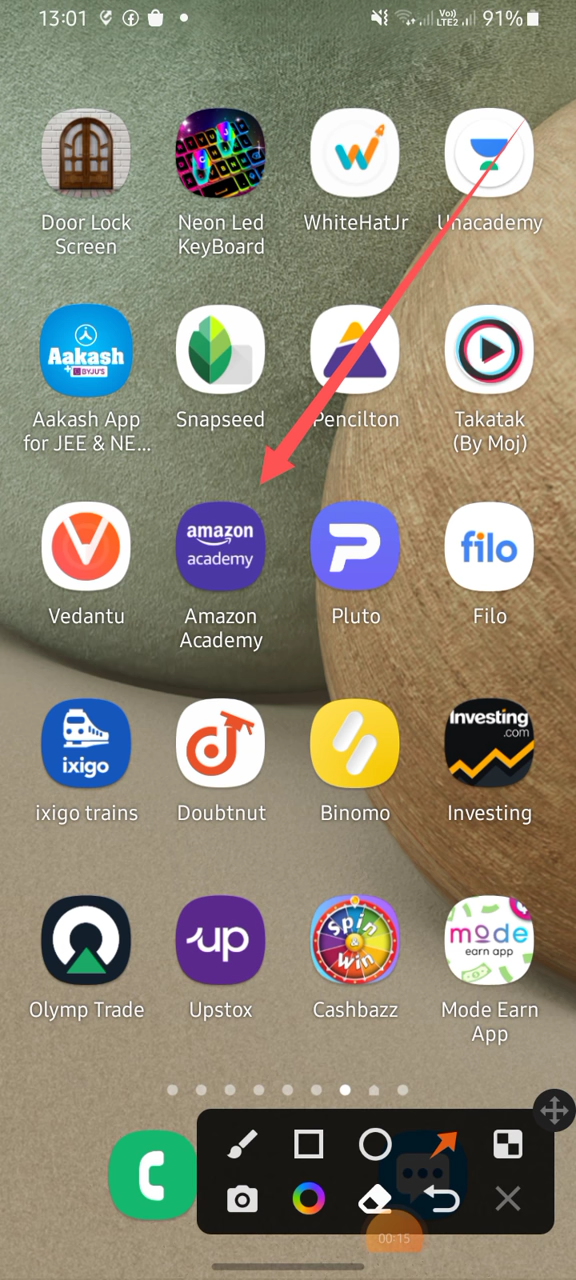 13:01
Vo))
LTE2
91%
Door Lock
Screen
Neon Led
KeyBoard
WhiteHatJr
Unacademy
Aakash
+ BYJU'S
Aakash App
for JEE & NE...
Snapseed
Pencilton
Takatak
(By Moj)
Vedantu
amazon
academy
Amazon
Academy
Pluto
filo
Filo
ixigo
ixigo trains
Doubtnut
Binomo
Investing
.com
Investing
Olymp Trade
up
Upstox
Spin
&
Win
Cashbazz
mode
earn app
Mode Earn
App
00:15